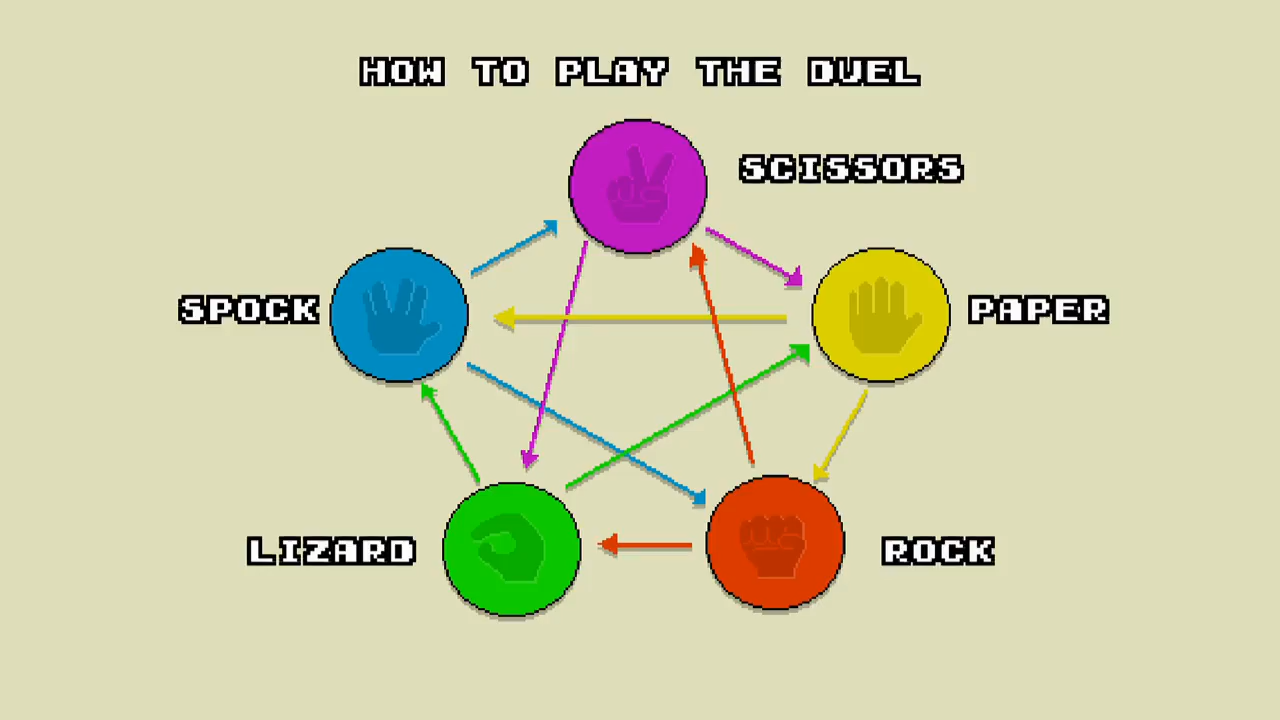 HOW TO PLAY THE DUEL
SCISSORS
SPOCK
PAPER
LIZARD
ROCK